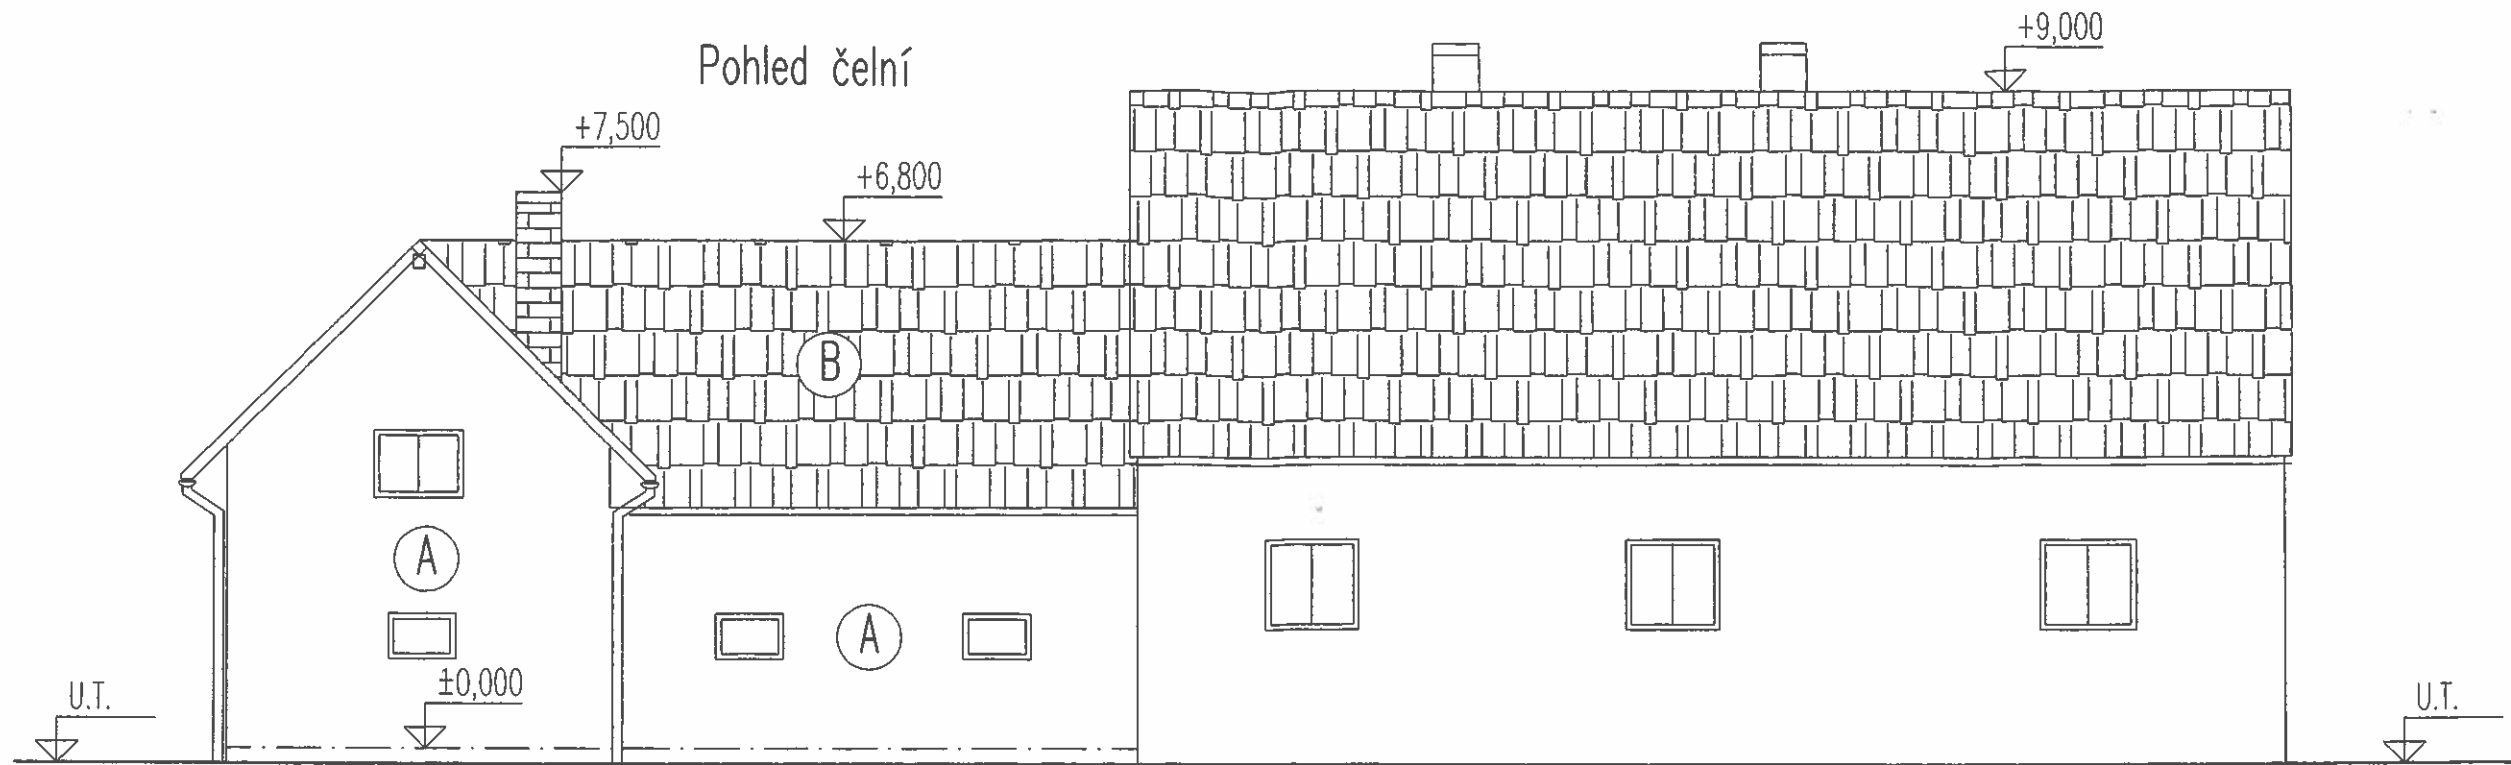 Pohled čelní
+9,000
+7,500
+6,800
B
A
A
±0,000
U.T.
U.T.